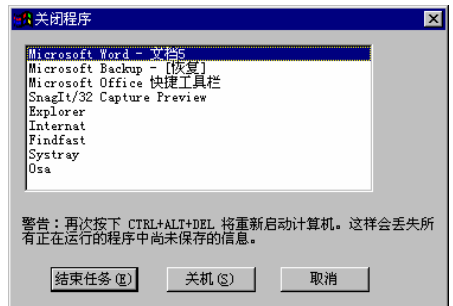 关闭程序
Microsoft Word - 文档5
Microsoft Backup - [恢复]
Microsoft Office 快捷工具栏
SnagIt/32 Capture Preview
Explorer
Internat
Findfast
Systray
Osa
警告：再次按下 CTRL+ALT+DEL 将重新启动计算机。这样会丢失所
有正在运行的程序中尚未保存的信息。
结束任务(E) 关机(S) 取消